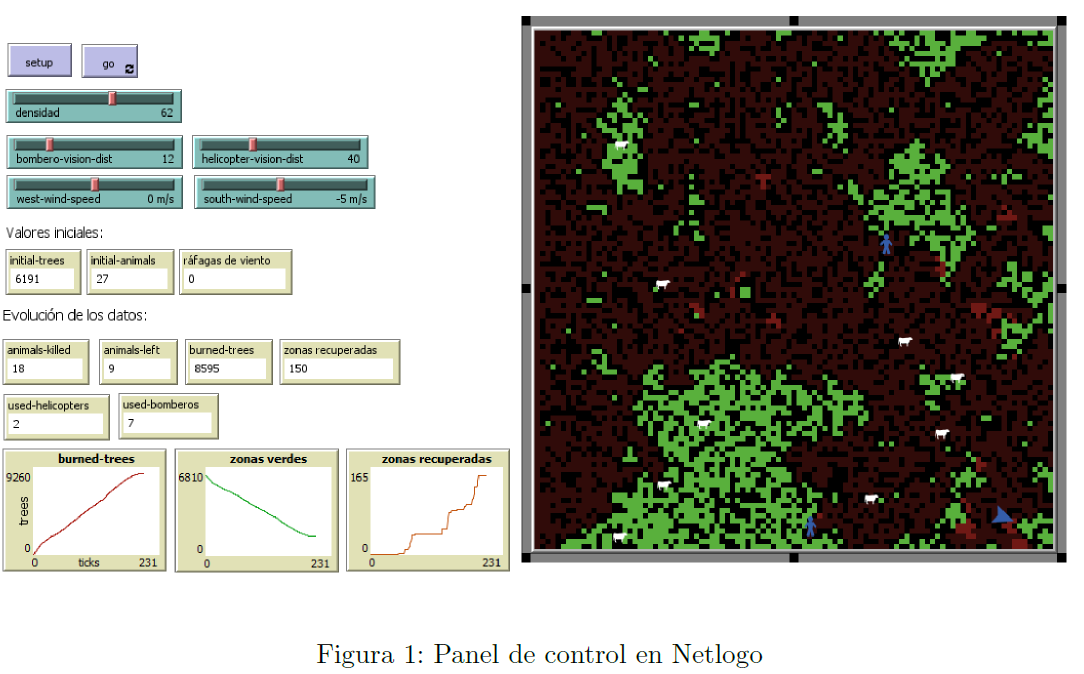 setup
go
densidad 62
bombero-vision-dist 12
helicopter-vision-dist 40
west-wind-speed 0 m/s
south-wind-speed -5 m/s
Valores iniciales:
initial-trees
6191
initial-animals
27
ráfagas de viento
0
Evolución de los datos:
animals-killed
18
animals-left
9
burned-trees
8595
zonas recuperadas
150
used-helicopters
2
used-bomberos
7
burned-trees
9260
trees
0
0 ticks 231
zonas verdes
6810
0
0 231
zonas recuperadas
165
0
0 231
Figura 1: Panel de control en Netlogo